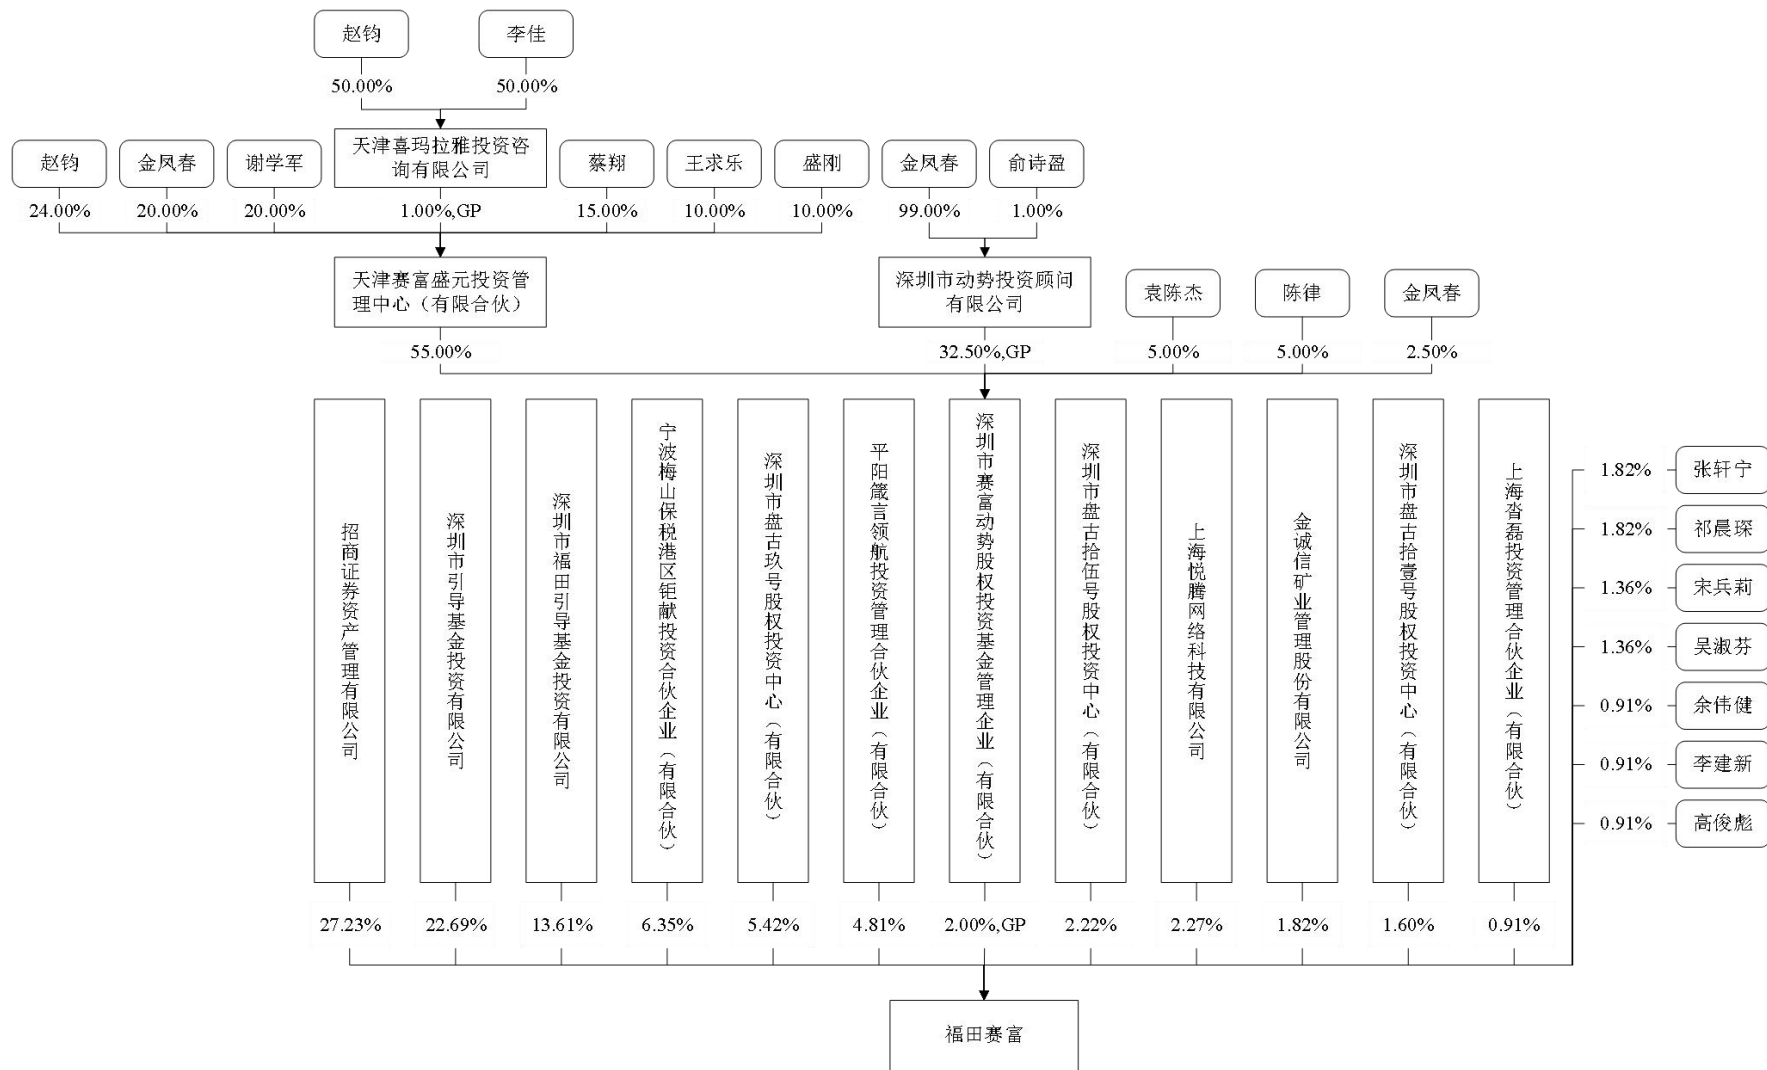 赵钧
李佳
50.00%
50.00%
赵钧
金凤春
谢学军
天津喜玛拉雅投资咨
询有限公司
蔡翔
王求乐
盛刚
金凤春
俞诗盈
24.00%
20.00%
20.00%
1.00%,GP
15.00%
10.00%
10.00%
99.00%
1.00%
天津赛富盛元投资管
理中心（有限合伙）
深圳市动势投资顾问
有限公司
袁陈杰
陈律
金凤春
55.00%
32.50%,GP
5.00%
5.00%
2.50%
招商证券资产管理有限公司
深圳市引导基金投资有限公司
深圳市福田引导基金投资有限公司
宁波梅山保税港区钜献投资合伙企业（有限合伙）
深圳市盘古玖号股权投资中心（有限合伙）
平阳箴言领航投资管理合伙企业（有限合伙）
深圳市赛富动势股权投资基金管理企业（有限合伙）
深圳市盘古拾伍号股权投资中心（有限合伙）
上海悦腾网络科技有限公司
金诚信矿业管理股份有限公司
深圳市盘古拾壹号股权投资中心（有限合伙）
上海沓磊投资管理合伙企业（有限合伙）
1.82%
张轩宁
1.82%
祁晨琛
1.36%
宋兵莉
1.36%
吴淑芬
0.91%
余伟健
0.91%
李建新
0.91%
高俊彪
27.23%
22.69%
13.61%
6.35%
5.42%
4.81%
2.00%,GP
2.22%
2.27%
1.82%
1.60%
0.91%
福田赛富